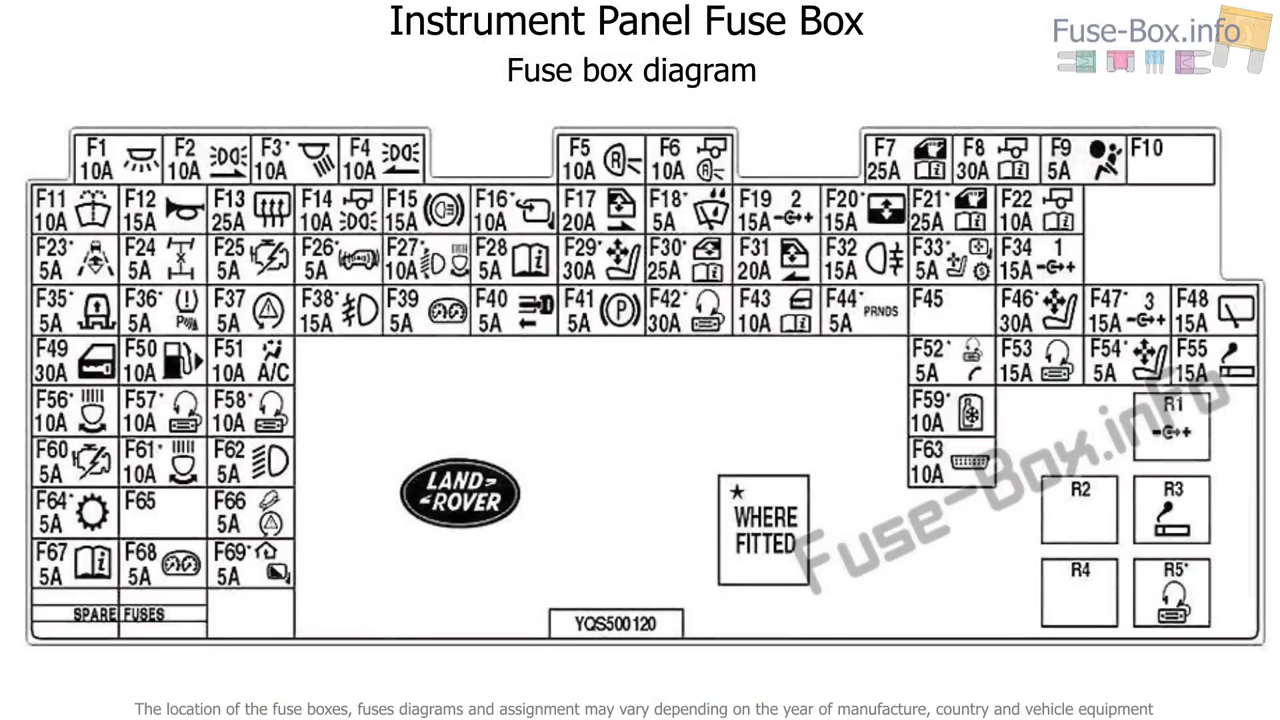 Instrument Panel Fuse Box
Fuse box diagram
Fuse-Box.info
F1 10A F2 10A F3* 10A F4 10A F5 10A F6 10A F7 25A F8 30A F9 5A F10
F11 10A F12 15A F13 25A F14 10A F15 15A F16* 10A F17 20A F18* 5A F19 2 15A F20* 15A F21* 25A F22 10A
F23* 5A F24 5A F25 5A F26* 5A F27* 10A F28 5A F29* 30A F30* 25A F31 20A F32 15A F33* 5A F34 1 15A
F35* 5A F36* 5A F37 5A F38* 15A F39 5A F40 5A F41 5A F42* 30A F43 10A F44* 5A PRNDS F45 F46* 30A F47* 3 15A F48 15A
F49 30A F50 10A F51 10A A/C F52* 5A F53 15A F54* 5A F55 15A
F56* 10A F57* 10A F58* 10A F59* 10A R1
F60 5A F61* 10A F62 5A F63 10A
F64* 5A F65 F66 5A LAND-ROVER R2 R3
★ WHERE FITTED
F67 5A F68 5A F69* 5A R4 R5*
SPARE FUSES
YQS500120
Fuse-Box.info
The location of the fuse boxes, fuses diagrams and assignment may vary depending on the year of manufacture, country and vehicle equipment